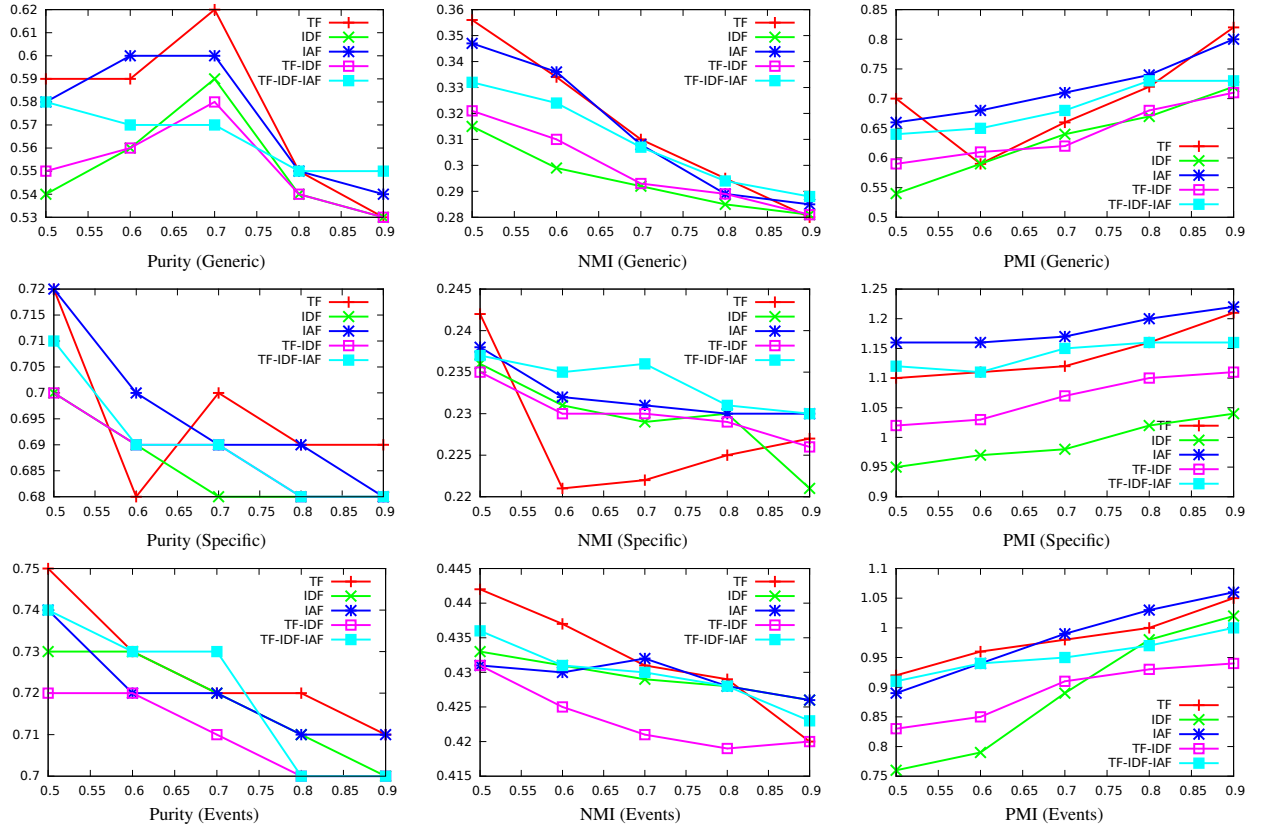 0.62
0.61
0.6
0.59
0.58
0.57
0.56
0.55
0.54
0.53
0.5 0.55 0.6 0.65 0.7 0.75 0.8 0.85 0.9
TF
IDF
IAF
TF-IDF
TF-IDF-IAF
Purity (Generic)
0.36
0.35
0.34
0.33
0.32
0.31
0.3
0.29
0.28
0.5 0.55 0.6 0.65 0.7 0.75 0.8 0.85 0.9
TF
IDF
IAF
TF-IDF
TF-IDF-IAF
NMI (Generic)
0.85
0.8
0.75
0.7
0.65
0.6
0.55
0.5
0.5 0.55 0.6 0.65 0.7 0.75 0.8 0.85 0.9
TF
IDF
IAF
TF-IDF
TF-IDF-IAF
PMI (Generic)
0.72
0.715
0.71
0.705
0.7
0.695
0.69
0.685
0.68
0.5 0.55 0.6 0.65 0.7 0.75 0.8 0.85 0.9
TF
IDF
IAF
TF-IDF
TF-IDF-IAF
Purity (Specific)
0.245
0.24
0.235
0.23
0.225
0.22
0.5 0.55 0.6 0.65 0.7 0.75 0.8 0.85 0.9
TF
IDF
IAF
TF-IDF
TF-IDF-IAF
NMI (Specific)
1.25
1.2
1.15
1.1
1.05
1
0.95
0.9
0.5 0.55 0.6 0.65 0.7 0.75 0.8 0.85 0.9
TF
IDF
IAF
TF-IDF
TF-IDF-IAF
PMI (Specific)
0.75
0.74
0.73
0.72
0.71
0.7
0.5 0.55 0.6 0.65 0.7 0.75 0.8 0.85 0.9
TF
IDF
IAF
TF-IDF
TF-IDF-IAF
Purity (Events)
0.445
0.44
0.435
0.43
0.425
0.42
0.415
0.5 0.55 0.6 0.65 0.7 0.75 0.8 0.85 0.9
TF
IDF
IAF
TF-IDF
TF-IDF-IAF
NMI (Events)
1.1
1.05
1
0.95
0.9
0.85
0.8
0.75
0.5 0.55 0.6 0.65 0.7 0.75 0.8 0.85 0.9
TF
IDF
IAF
TF-IDF
TF-IDF-IAF
PMI (Events)